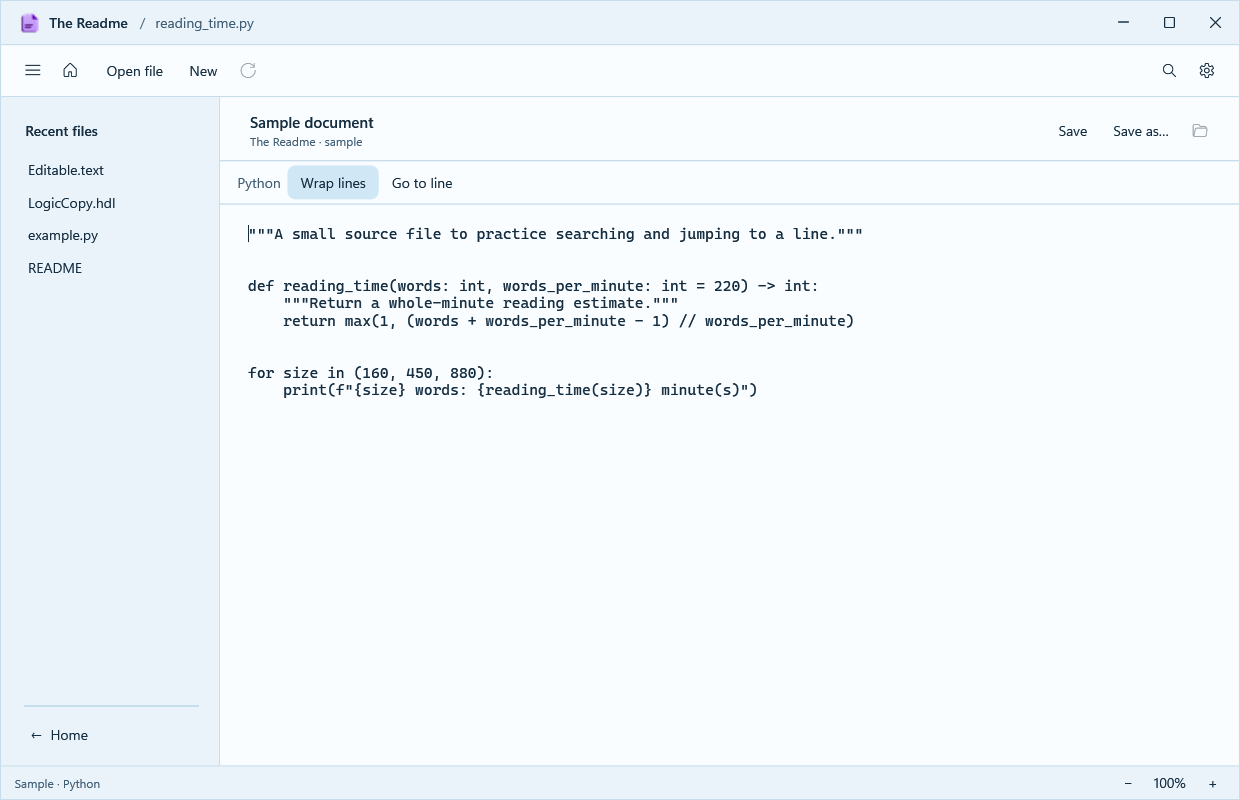 The Readme / reading_time.py
Open file New
Recent files
Editable.text
LogicCopy.hdl
example.py
README
← Home
Sample document
The Readme · sample
Save Save as...
Python Wrap lines Go to line
"""A small source file to practice searching and jumping to a line."""
def reading_time(words: int, words_per_minute: int = 220) -> int:
    """Return a whole-minute reading estimate."""
    return max(1, (words + words_per_minute - 1) // words_per_minute)
for size in (160, 450, 880):
    print(f"{size} words: {reading_time(size)} minute(s)")
Sample · Python
− 100% +